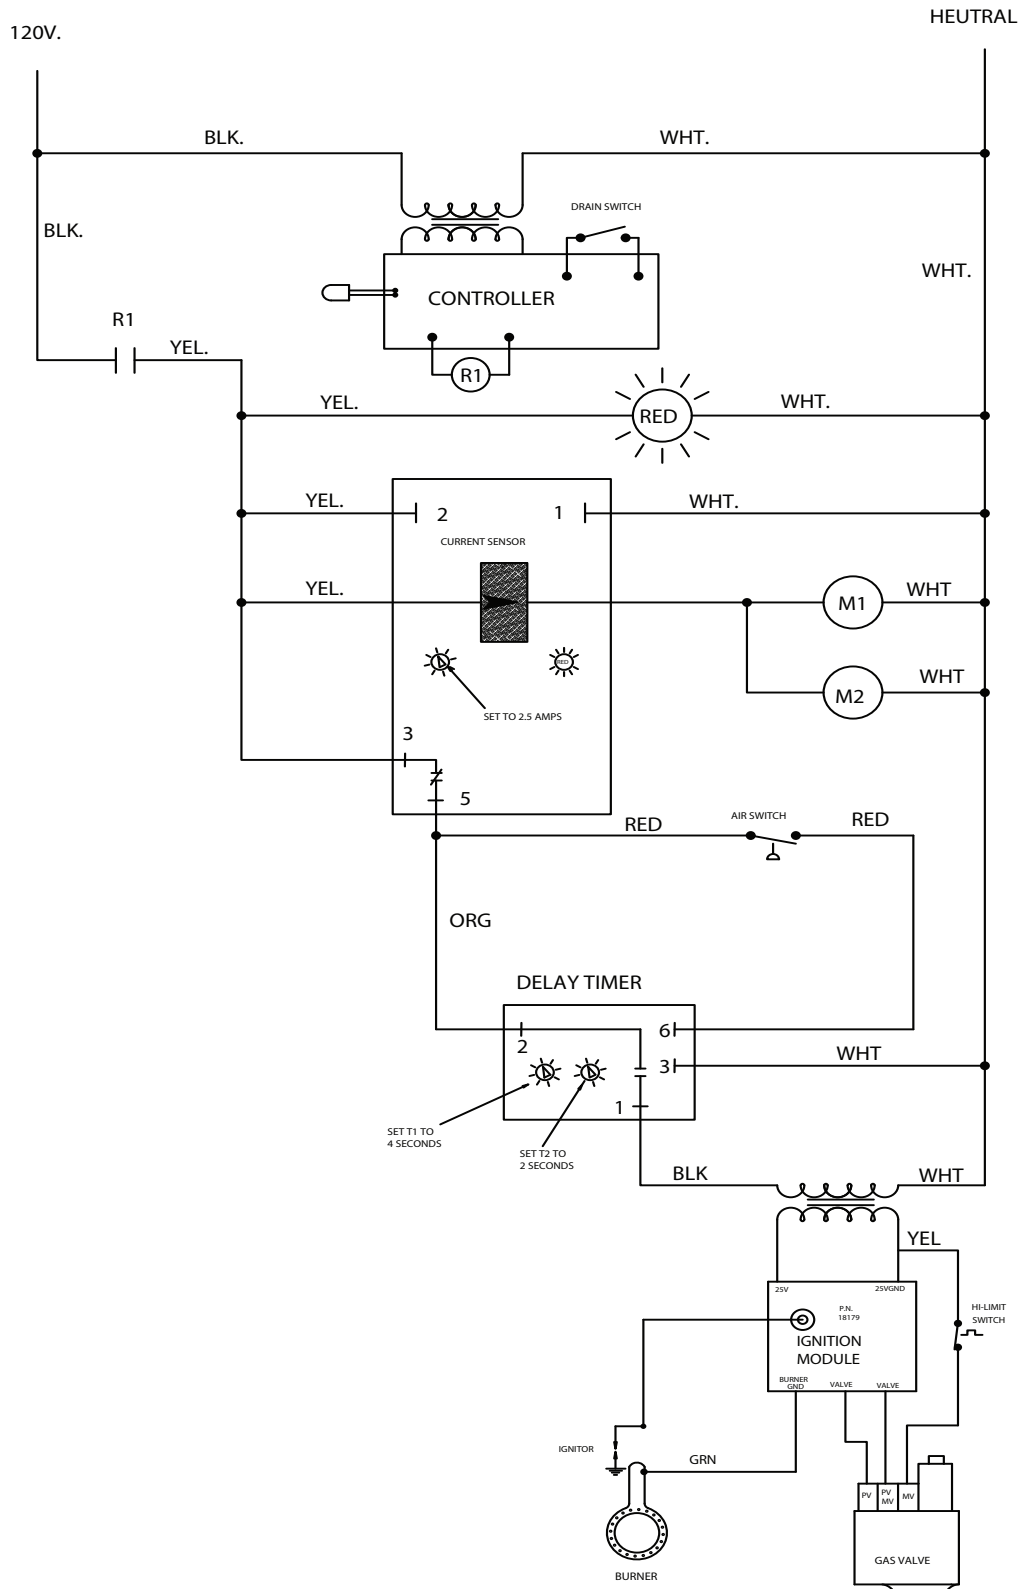 HEUTRAL
120V.
BLK.
WHT.
DRAIN SWITCH
BLK.
WHT.
CONTROLLER
R1
YEL.
R1
YEL.
RED
WHT.
YEL.
2
1
WHT.
CURRENT SENSOR
YEL.
M1
WHT
RED
M2
WHT
SET TO 2.5 AMPS
3
5
AIR SWITCH
RED
RED
ORG
DELAY TIMER
2
6
3
WHT
1
SET T1 TO
4 SECONDS
SET T2 TO
2 SECONDS
BLK
WHT
YEL
25V
25VGND
P.N.
18179
HI-LIMIT
SWITCH
IGNITION
MODULE
BURNER
GND
VALVE
VALVE
IGNITOR
GRN
PV
PV
MV
MV
GAS VALVE
BURNER